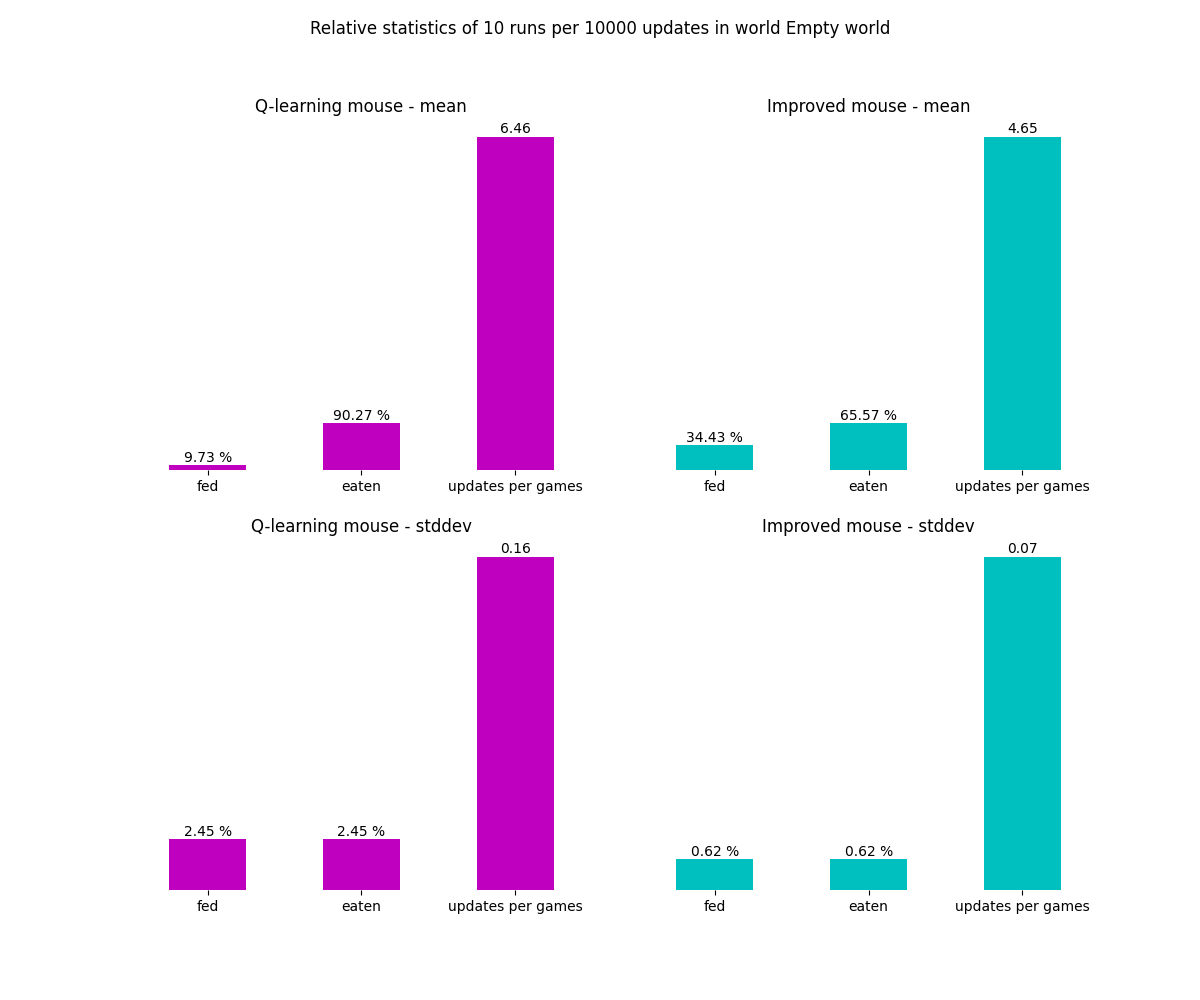 Relative statistics of 10 runs per 10000 updates in world Empty world
Q-learning mouse - mean
6.46
90.27 %
9.73 %
fed eaten updates per games
Improved mouse - mean
4.65
65.57 %
34.43 %
fed eaten updates per games
Q-learning mouse - stddev
0.16
2.45 % 2.45 %
fed eaten updates per games
Improved mouse - stddev
0.07
0.62 % 0.62 %
fed eaten updates per games